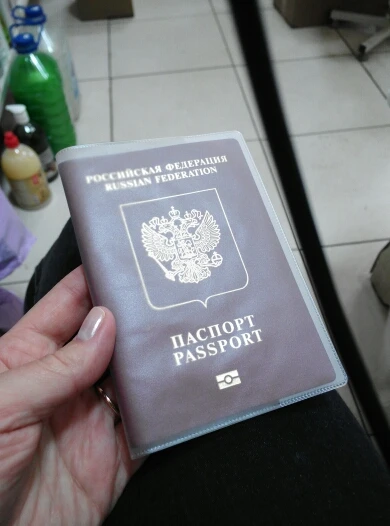 РОССИЙСКАЯ ФЕДЕРАЦИЯ
RUSSIAN FEDERATION
ПАСПОРТ
PASSPORT